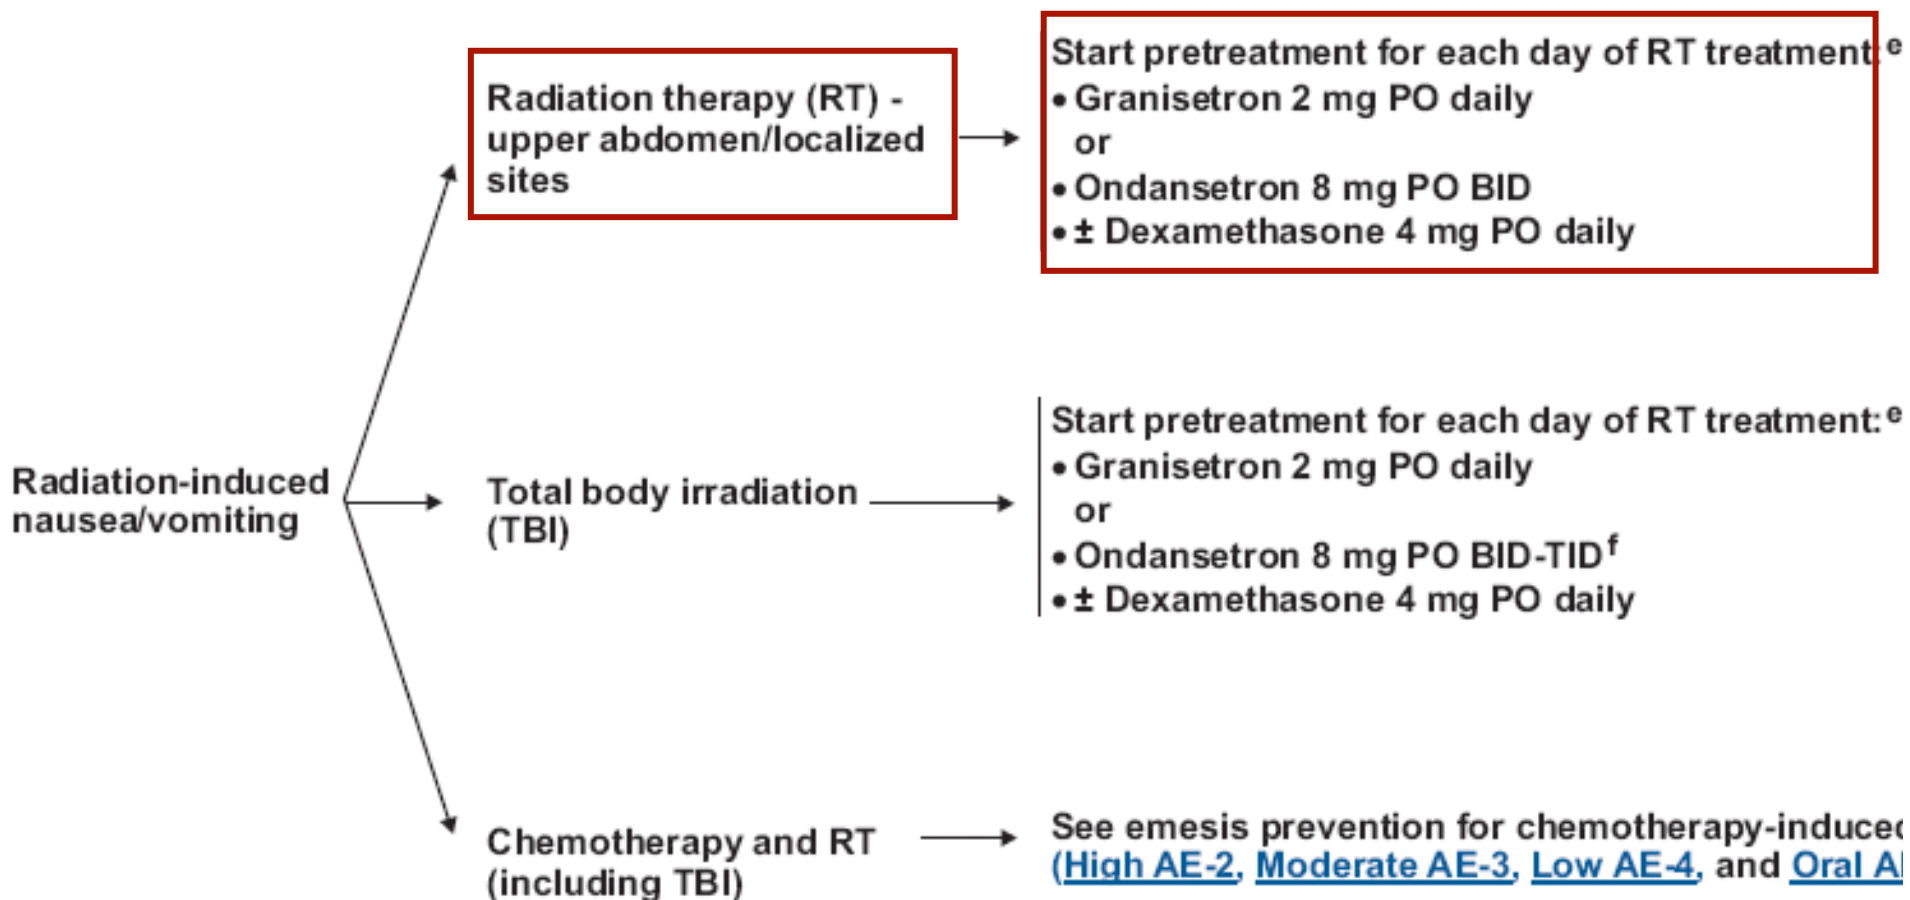 Radiation-induced
nausea/vomiting
Radiation therapy (RT) -
upper abdomen/localized
sites
Start pretreatment for each day of RT treatment:ᵉ
• Granisetron 2 mg PO daily
or
• Ondansetron 8 mg PO BID
• ± Dexamethasone 4 mg PO daily
Total body irradiation
(TBI)
Start pretreatment for each day of RT treatment:ᵉ
• Granisetron 2 mg PO daily
or
• Ondansetron 8 mg PO BID-TIDᶠ
• ± Dexamethasone 4 mg PO daily
Chemotherapy and RT
(including TBI)
See emesis prevention for chemotherapy-induced
(High AE-2, Moderate AE-3, Low AE-4, and Oral